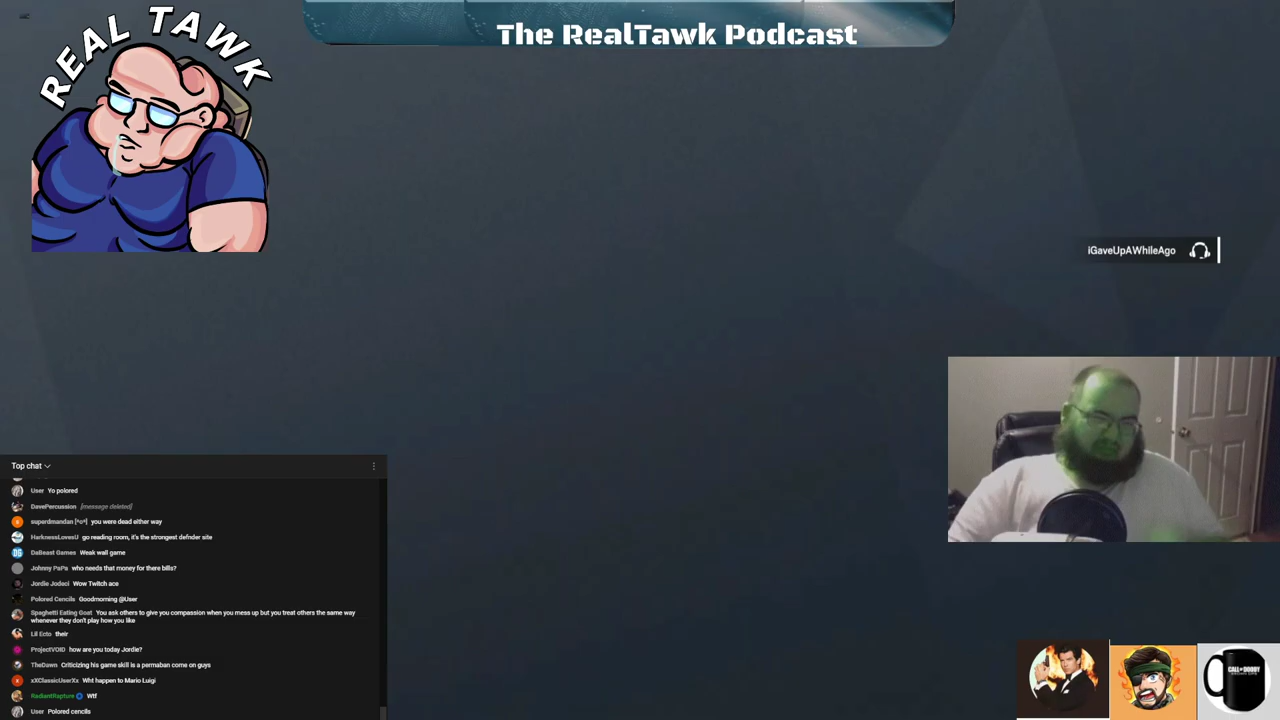 REAL TAWK
The RealTawk Podcast
iGaveUpAWhileAgo
Top chat
User Yo polored
DavePercussion [message deleted]
superdmandan [*o*] you were dead either way
HarknessLovesU go reading room, it's the strongest defnder site
DaBeast Games Weak wall game
Johnny PaPa who needs that money for there bills?
Jordie Jodeci Wow Twitch ace
Polored Cencils Goodmorning @User
Spaghetti Eating Goat You ask others to give you compassion when you mess up but you treat others the same way
whenever they don't play how you like
Lil Ecto their
ProjectVOID how are you today Jordie?
TheDawn Criticizing his game skill is a permaban come on guys
xXClassicUserXx Wht happen to Mario Luigi
RadiantRapture Wtf
User Polored cencils
CALL OF DOODY